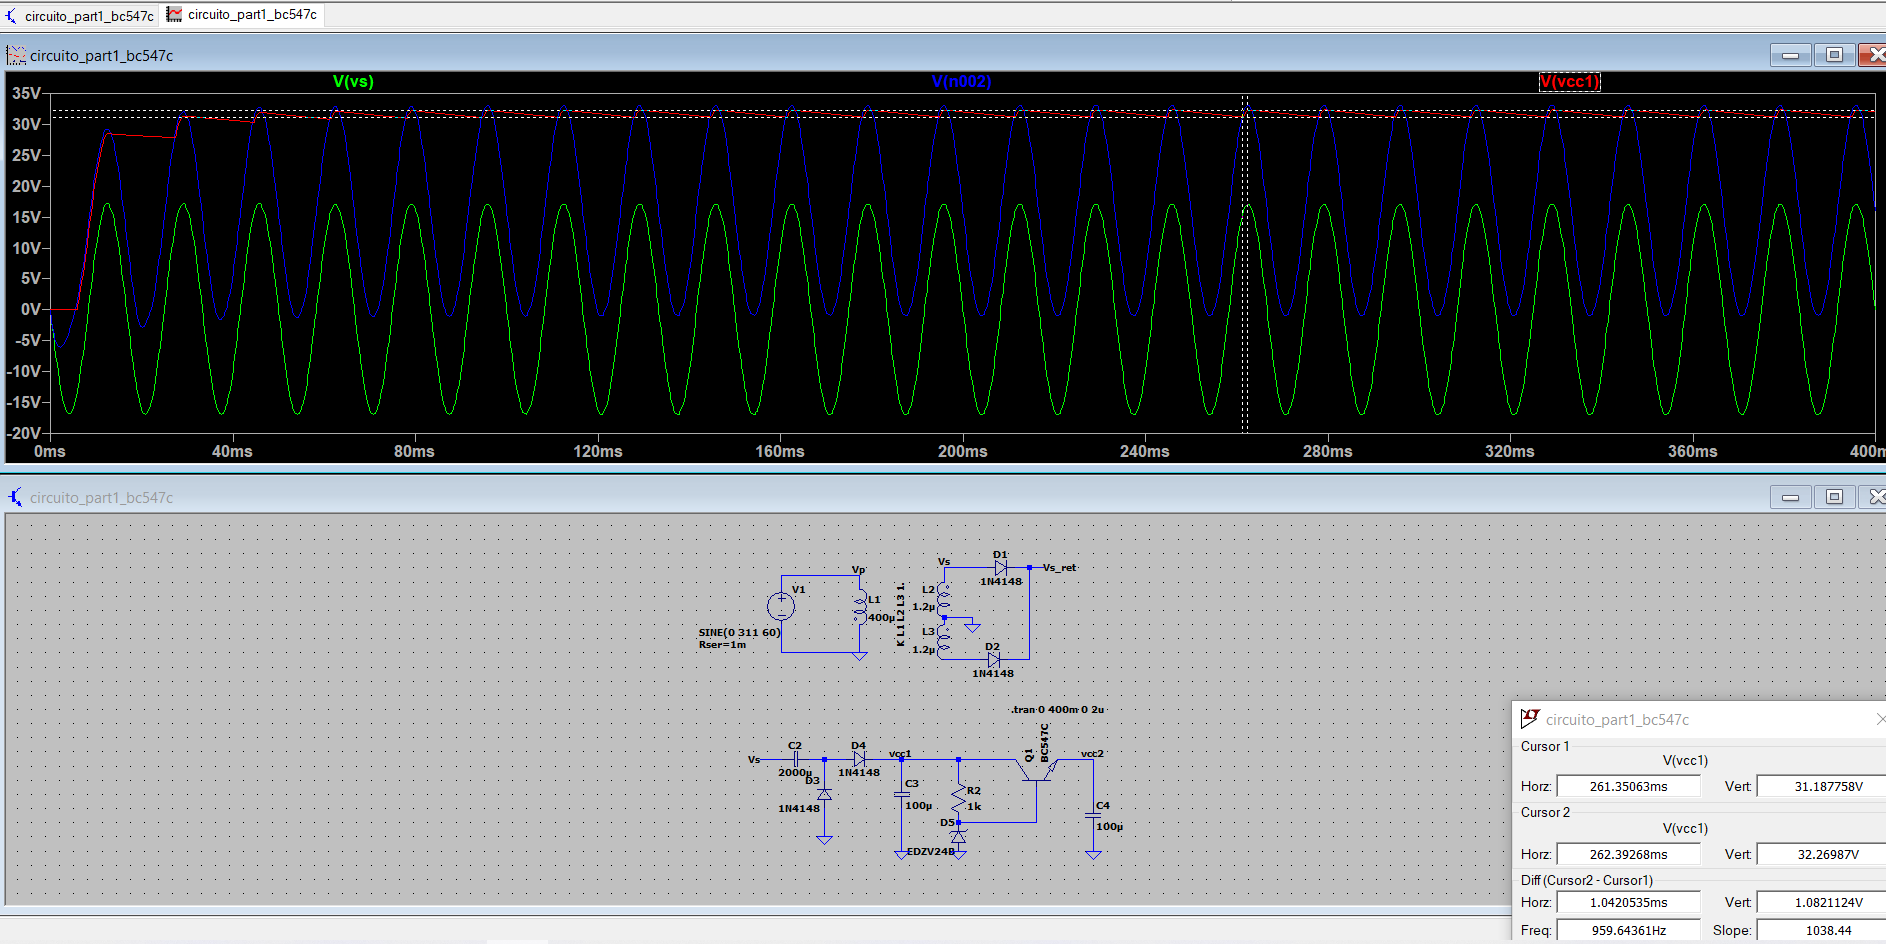 circuito_part1_bc547c
circuito_part1_bc547c
circuito_part1_bc547c
V(vs)
V(n002)
V(vcc1)
35V
30V
25V
20V
15V
10V
5V
0V
-5V
-10V
-15V
-20V
0ms
40ms
80ms
120ms
160ms
200ms
240ms
280ms
320ms
360ms
400m
circuito_part1_bc547c
Vp
V1
L1
400µ
SINE(0 311 60)
Rser=1m
K L1 L2 L3 1.
Vs
L2
1.2µ
L3
1.2µ
D1
1N4148
Vs_ret
D2
1N4148
.tran 0 400m 0 2u
Vs
C2
2000µ
D3
1N4148
D4
1N4148
vcc1
C3
100µ
R2
1k
D5
EDZV24B
Q1
BC547C
vcc2
C4
100µ
circuito_part1_bc547c
Cursor 1
V(vcc1)
Horz: 261.35063ms Vert: 31.187758V
Cursor 2
V(vcc1)
Horz: 262.39268ms Vert: 32.26987V
Diff (Cursor2 - Cursor1)
Horz: 1.0420535ms Vert: 1.0821124V
Freq: 959.64361Hz Slope: 1038.44